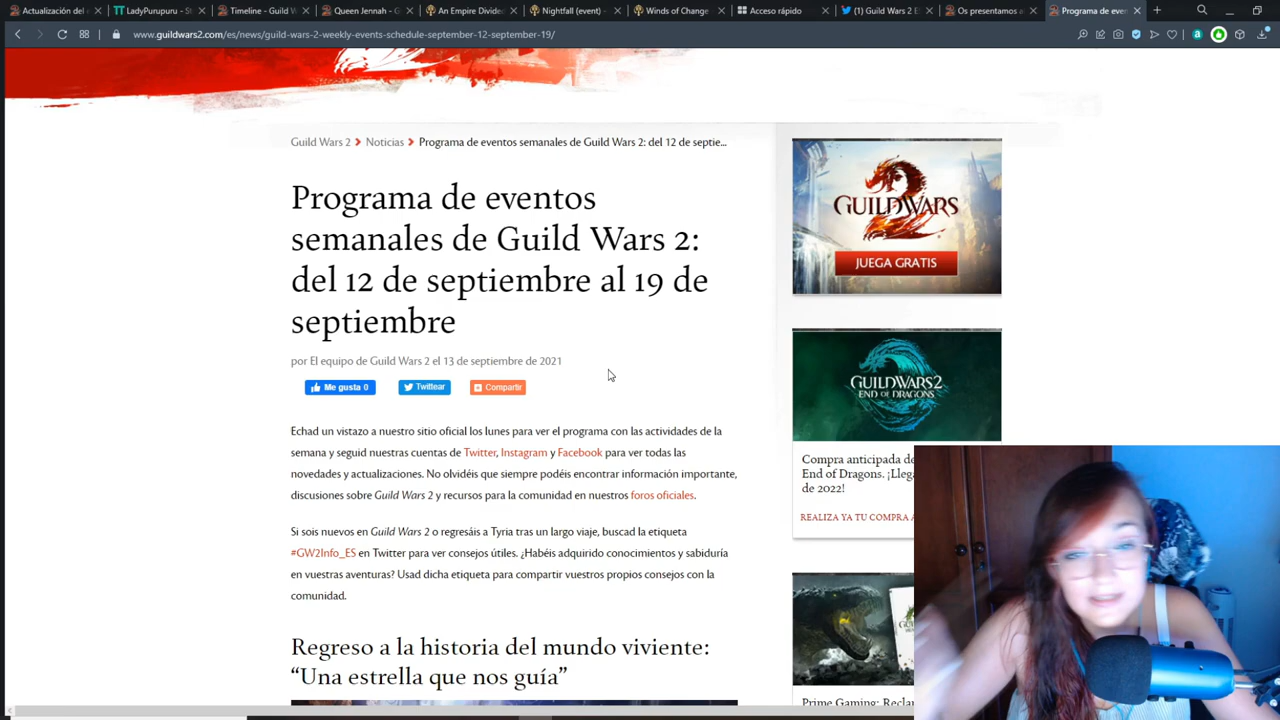 Actualización del
LadyPurupuru - St
Timeline - Guild W
Queen Jennah - G
An Empire Divide
Nightfall (event) -
Winds of Change
Acceso rápido
(1) Guild Wars 2 E
Os presentamos a
Programa de even
www.guildwars2.com/es/news/guild-wars-2-weekly-events-schedule-september-12-september-19/
Guild Wars 2 > Noticias > Programa de eventos semanales de Guild Wars 2: del 12 de septie...
Programa de eventos
semanales de Guild Wars 2:
del 12 de septiembre al 19 de
septiembre
por El equipo de Guild Wars 2 el 13 de septiembre de 2021
Me gusta 0
Twittear
Compartir
Echad un vistazo a nuestro sitio oficial los lunes para ver el programa con las actividades de la
semana y seguid nuestras cuentas de Twitter, Instagram y Facebook para ver todas las
novedades y actualizaciones. No olvidéis que siempre podéis encontrar información importante,
discusiones sobre Guild Wars 2 y recursos para la comunidad en nuestros foros oficiales.
Si sois nuevos en Guild Wars 2 o regresáis a Tyria tras un largo viaje, buscad la etiqueta
#GW2Info_ES en Twitter para ver consejos útiles. ¿Habéis adquirido conocimientos y sabiduría
en vuestras aventuras? Usad dicha etiqueta para compartir vuestros propios consejos con la
comunidad.
Regreso a la historia del mundo viviente:
“Una estrella que nos guía”
GUILD WARS 2
JUEGA GRATIS
GUILD WARS 2
END OF DRAGONS
Compra anticipada de
End of Dragons. ¡Llega
de 2022!
REALIZA YA TU COMPRA A
Prime Gaming: Recla